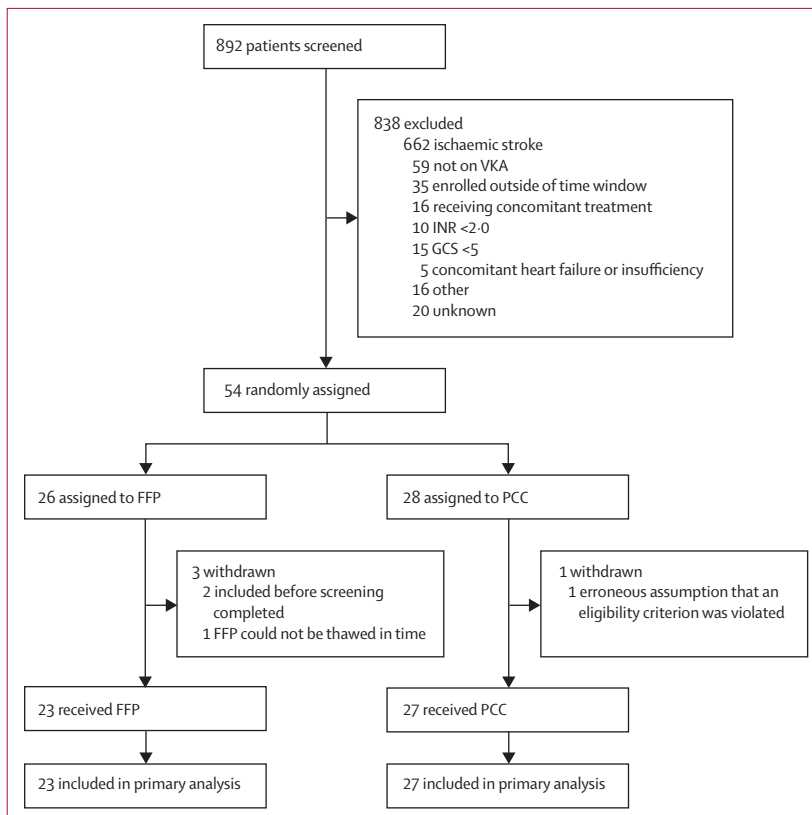 892 patients screened
838 excluded
662 ischaemic stroke
59 not on VKA
35 enrolled outside of time window
16 receiving concomitant treatment
10 INR <2·0
15 GCS <5
5 concomitant heart failure or insufficiency
16 other
20 unknown
54 randomly assigned
26 assigned to FFP
28 assigned to PCC
3 withdrawn
2 included before screening
completed
1 FFP could not be thawed in time
1 withdrawn
1 erroneous assumption that an
eligibility criterion was violated
23 received FFP
27 received PCC
23 included in primary analysis
27 included in primary analysis